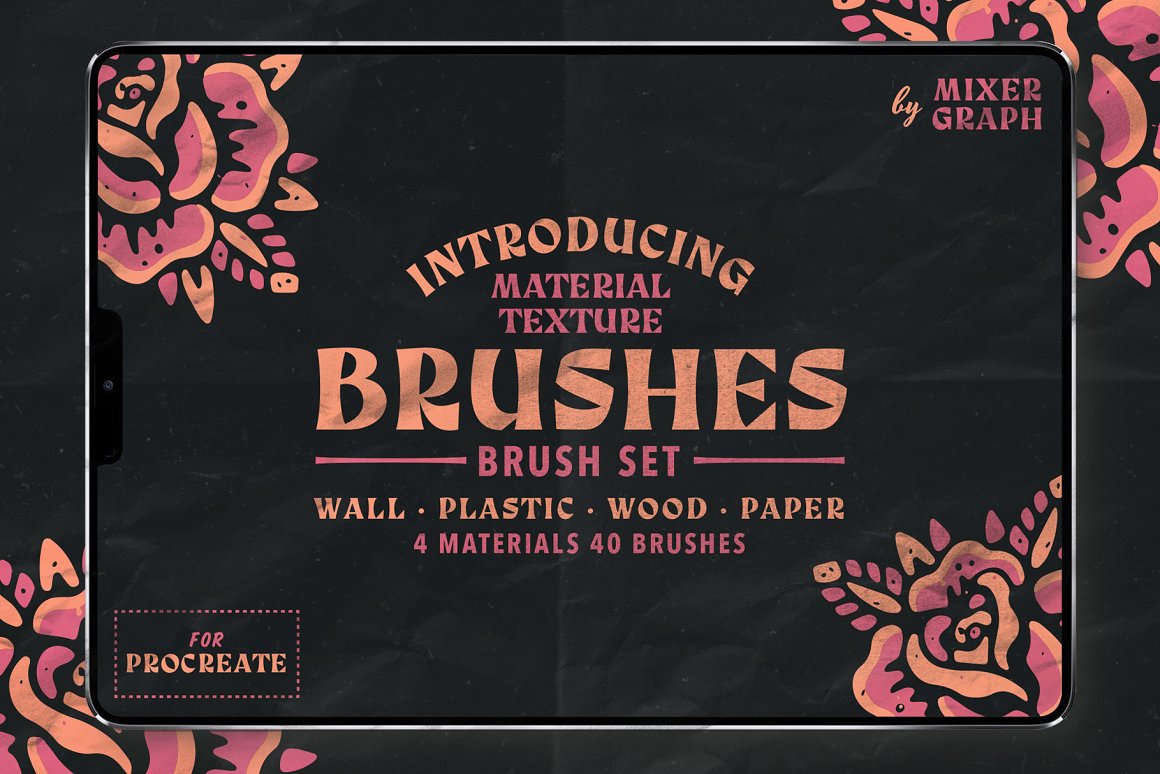 by MIXER
GRAPH
INTRODUCING
MATERIAL
TEXTURE
BRUSHES
BRUSH SET
WALL · PLASTIC · WOOD · PAPER
4 MATERIALS 40 BRUSHES
FOR
PROCREATE